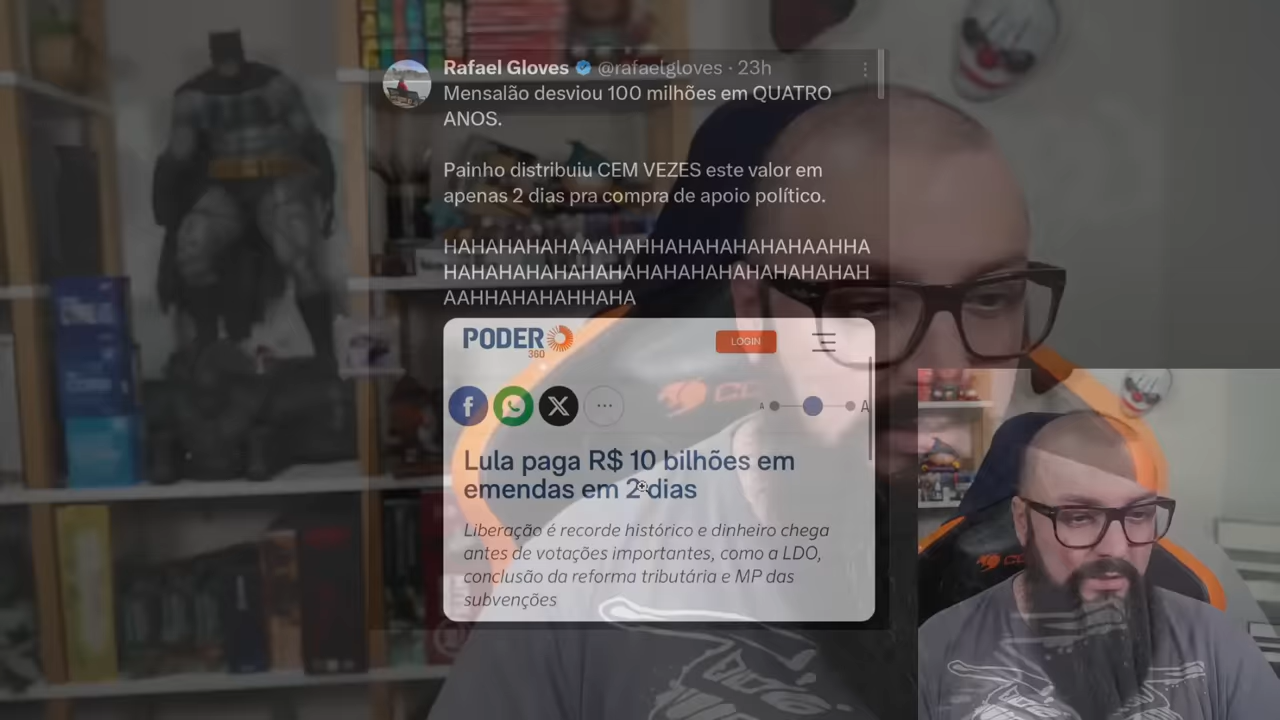 Rafael Gloves @rafaelgloves · 23h
Mensalão desviou 100 milhões em QUATRO
ANOS.
Painho distribuiu CEM VEZES este valor em
apenas 2 dias pra compra de apoio político.
HAHAHAHAHAAAHAHHAHAHAHAHAHAAHHA
HAHAHAHAHAHAHAHAHAHAHAHAHAHAHAH
AAHHAHAHAHHAHA
PODER
360
LOGIN
A A
Lula paga R$ 10 bilhões em
emendas em 2 dias
Liberação é recorde histórico e dinheiro chega
antes de votações importantes, como a LDO,
conclusão da reforma tributária e MP das
subvenções